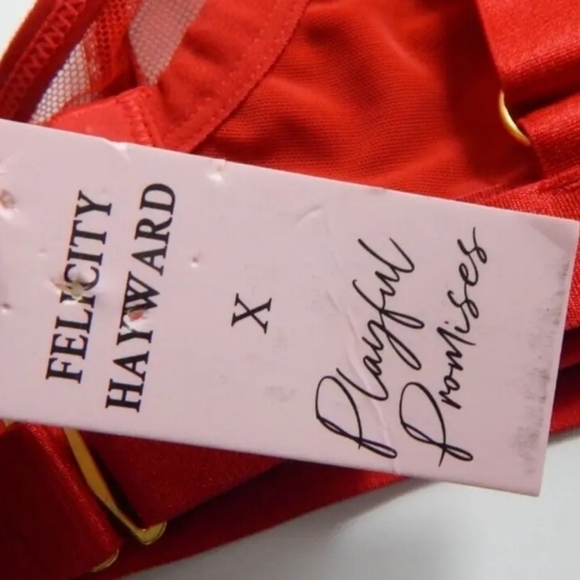 FELICITY
HAYWARD
X
Playful
Promises